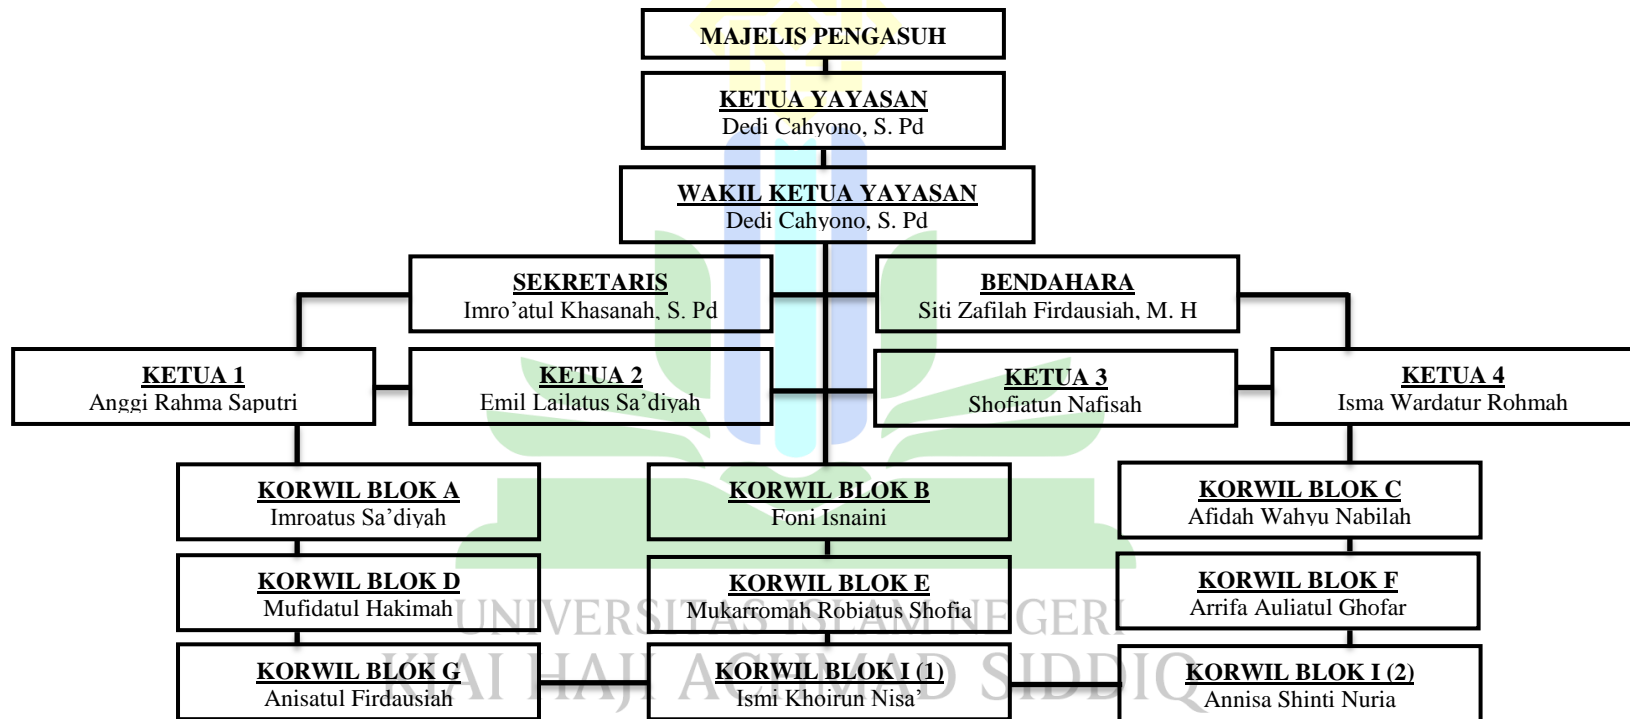 MAJELIS PENGASUH
KETUA YAYASAN
Dedi Cahyono, S. Pd
WAKIL KETUA YAYASAN
Dedi Cahyono, S. Pd
SEKRETARIS
Imro’atul Khasanah, S. Pd
BENDAHARA
Siti Zafilah Firdausiah, M. H
KETUA 1
Anggi Rahma Saputri
KETUA 2
Emil Lailatus Sa’diyah
KETUA 3
Shofiatun Nafisah
KETUA 4
Isma Wardatur Rohmah
KORWIL BLOK A
Imroatus Sa’diyah
KORWIL BLOK B
Foni Isnaini
KORWIL BLOK C
Afidah Wahyu Nabilah
KORWIL BLOK D
Mufidatul Hakimah
KORWIL BLOK E
Mukarromah Robiatus Shofia
KORWIL BLOK F
Arrifa Auliatul Ghofar
UNIVERSITAS ISLAM NEGERI
KORWIL BLOK G
Anisatul Firdausiah
KORWIL BLOK I (1)
Ismi Khoirun Nisa’
KORWIL BLOK I (2)
Annisa Shinti Nuria
KIAI HAJI ACHMAD SIDDIQ